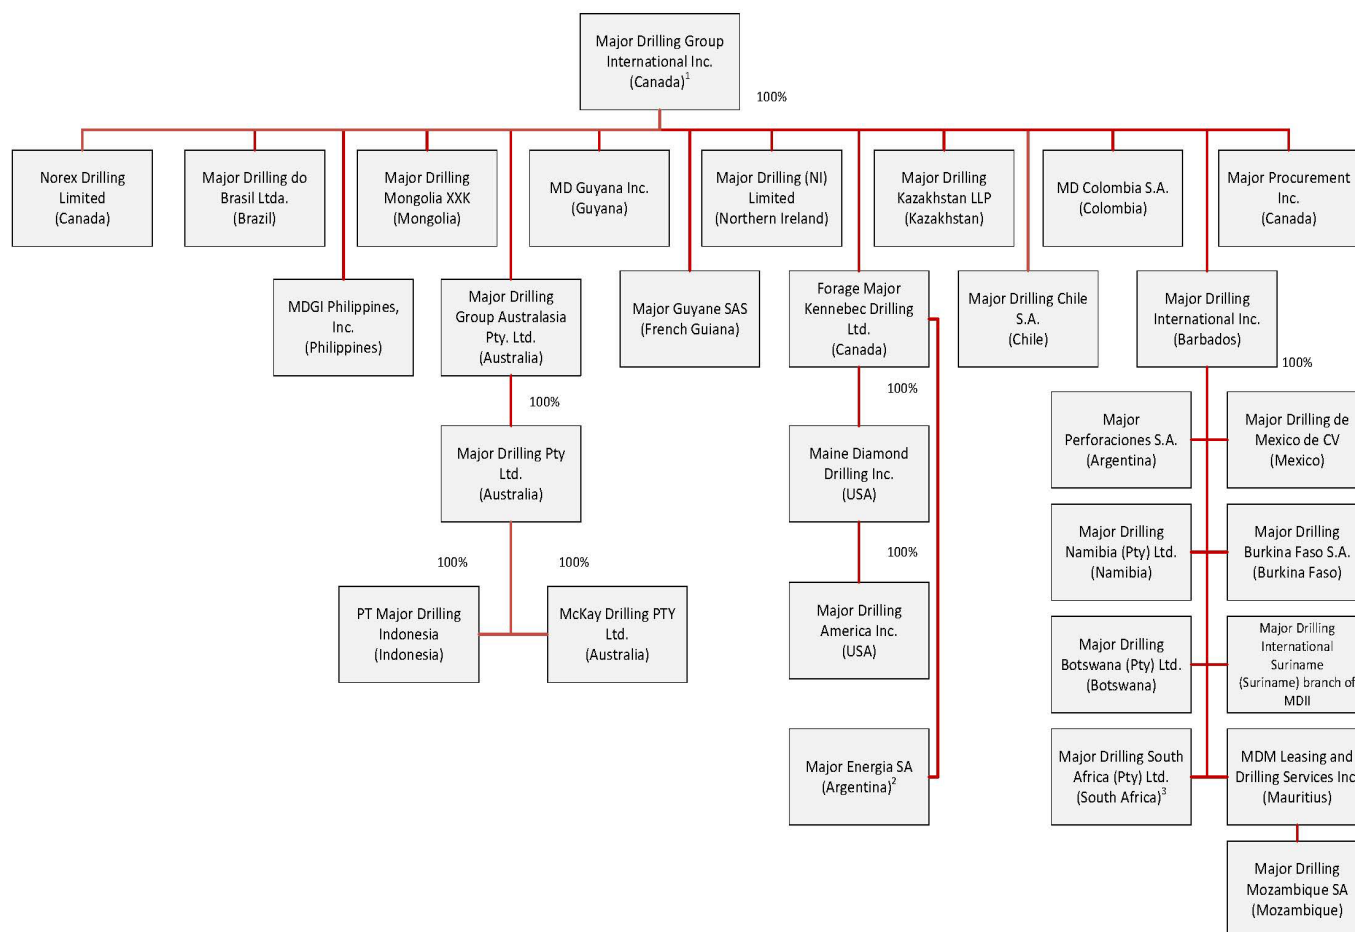 Major Drilling Group
International Inc.
(Canada)1
100%
Norex Drilling
Limited
(Canada)
Major Drilling do
Brasil Ltda.
(Brazil)
Major Drilling
Mongolia XXK
(Mongolia)
MD Guyana Inc.
(Guyana)
Major Drilling (NI)
Limited
(Northern Ireland)
Major Drilling
Kazakhstan LLP
(Kazakhstan)
MD Colombia S.A.
(Colombia)
Major Procurement
Inc.
(Canada)
MDGI Philippines,
Inc.
(Philippines)
Major Drilling
Group Australasia
Pty. Ltd.
(Australia)
Major Guyane SAS
(French Guiana)
Forage Major
Kennebec Drilling
Ltd.
(Canada)
Major Drilling Chile
S.A.
(Chile)
Major Drilling
International Inc.
(Barbados)
100%
100%
100%
Major Drilling Pty
Ltd.
(Australia)
Maine Diamond
Drilling Inc.
(USA)
Major
Perforaciones S.A.
(Argentina)
Major Drilling de
Mexico de CV
(Mexico)
100%
100%
100%
Major Drilling
Namibia (Pty) Ltd.
(Namibia)
Major Drilling
Burkina Faso S.A.
(Burkina Faso)
PT Major Drilling
Indonesia
(Indonesia)
McKay Drilling PTY
Ltd.
(Australia)
Major Drilling
America Inc.
(USA)
Major Drilling
Botswana (Pty) Ltd.
(Botswana)
Major Drilling
International
Suriname
(Suriname) branch of
MDII
Major Energia SA
(Argentina)2
Major Drilling South
Africa (Pty) Ltd.
(South Africa)3
MDM Leasing and
Drilling Services Inc
(Mauritius)
Major Drilling
Mozambique SA
(Mozambique)